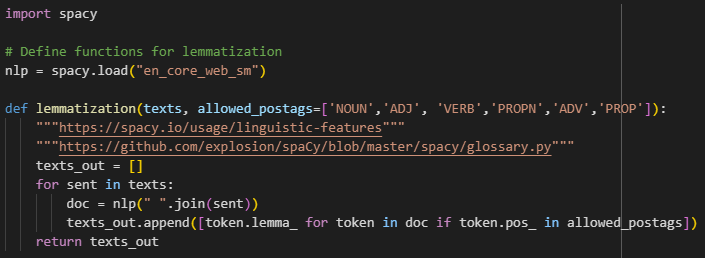 import spacy
# Define functions for lemmatization
nlp = spacy.load("en_core_web_sm")
def lemmatization(texts, allowed_postags=['NOUN','ADJ', 'VERB','PROPN','ADV','PROP']):
    """https://spacy.io/usage/linguistic-features"""
    """https://github.com/explosion/spaCy/blob/master/spacy/glossary.py"""
    texts_out = []
    for sent in texts:
        doc = nlp(" ".join(sent))
        texts_out.append([token.lemma_ for token in doc if token.pos_ in allowed_postags])
    return texts_out